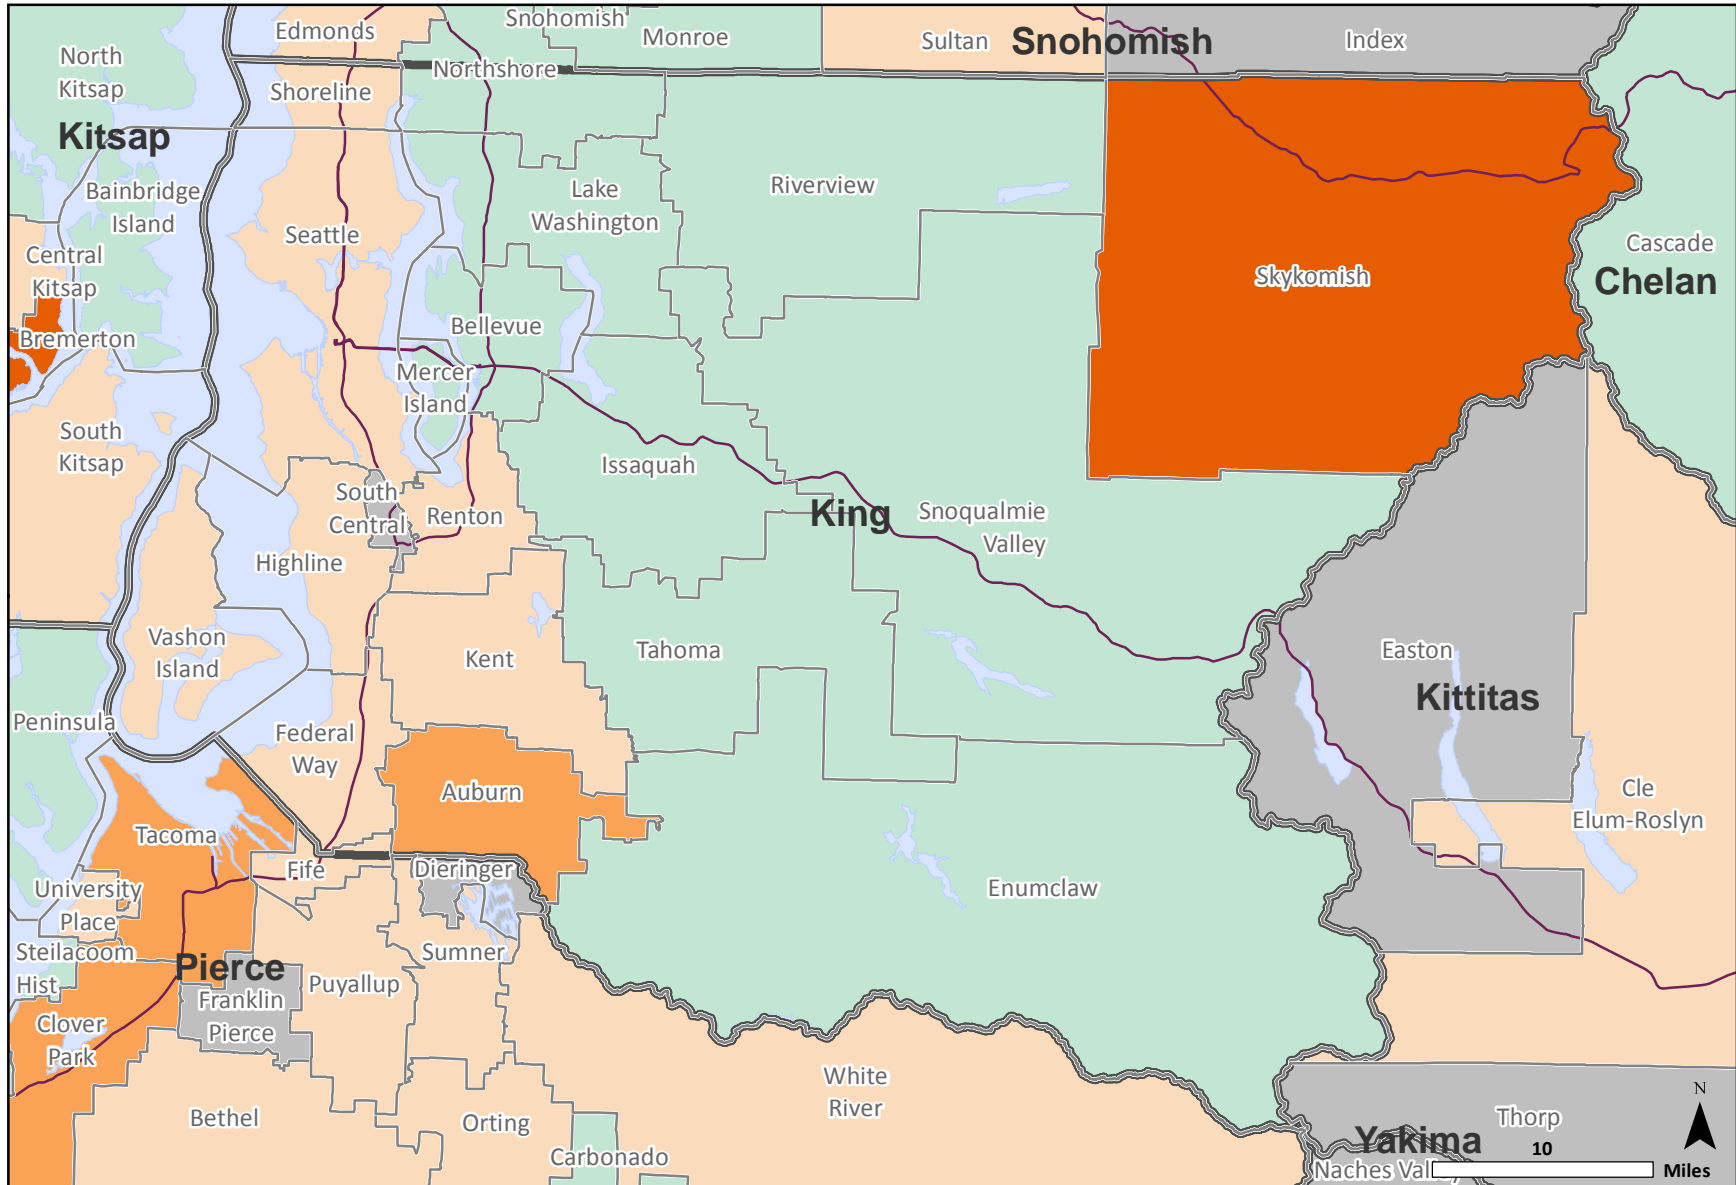 Edmonds
Snohomish
Monroe
Sultan
Snohomish
Index
North
Kitsap
Northshore
Shoreline
Kitsap
Bainbridge
Island
Lake
Washington
Riverview
Seattle
Central
Kitsap
Cascade
Chelan
Skykomish
Bremerton
Bellevue
Mercer
Island
South
Kitsap
Issaquah
South
Central
Renton
King
Snoqualmie
Valley
Highline
Vashon
Island
Kent
Tahoma
Easton
Kittitas
Peninsula
Federal
Way
Auburn
Cle
Elum-Roslyn
Tacoma
Fife
Dieringer
Enumclaw
University
Place
Steilacoom
Hist
Sumner
Pierce
Puyallup
Franklin
Pierce
Clover
Park
White
River
Bethel
Orting
Carbonado
Thorp
Yakima
Naches Valley
N
10
Miles